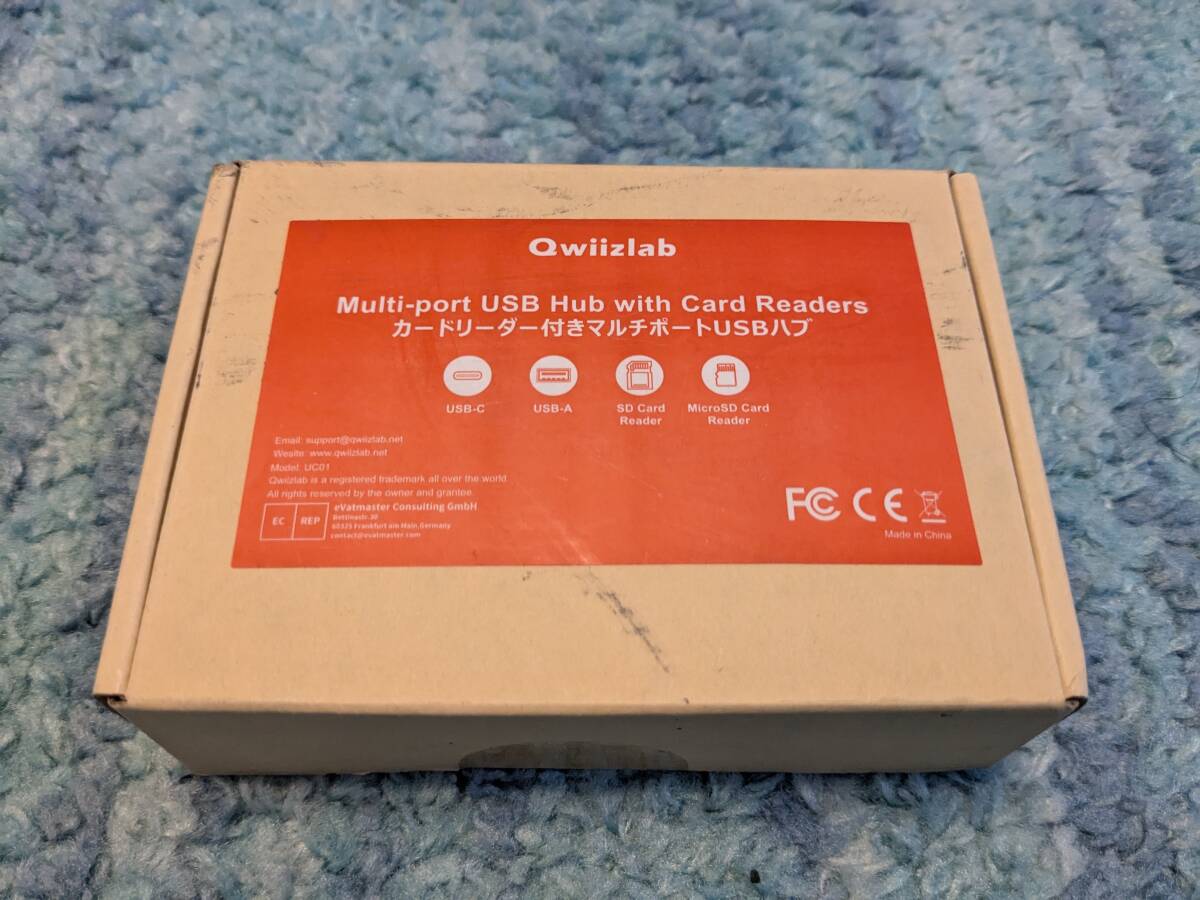 Qwiizlab
Multi-port USB Hub with Card Readers
カードリーダー付きマルチポートUSBハブ
USB-C
USB-A
SD Card
Reader
MicroSD Card
Reader
Email: support@qwiizlab.net
Wesite: www.qwiizlab.net
Model: UC01
Qwiizlab is a registered trademark all over the world
All rights reserved by the owner and grantee.
EC REP
eVatmaster Consulting GmbH
Bettinastr.30
60325 Frankfurt am Main,Germany
contact@evatmaster.com
FC CE
Made in China